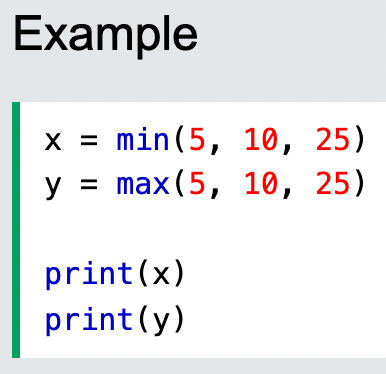 Example
x = min(5, 10, 25)
y = max(5, 10, 25)
print(x)
print(y)